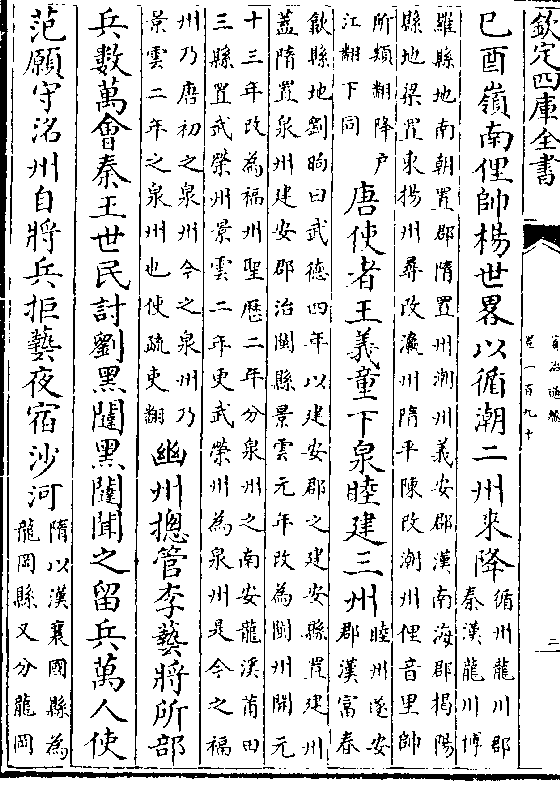 欽定四庫全書
資治通鑑
卷一百九十
三
已酉嶺南俚帥楊世畧以循潮二州來降
循州龍川郡
秦漢龍川博
羅縣地南朝置郡隋置州潮州義安郡漢南海郡揭陽
縣地梁置東揚州尋改瀛州隋平陳改潮州俚音里帥
所類翻降戶
江翻下同
唐使者王義童下泉睦建三州
睦州遂安
郡漢富春
歙縣地劉昫曰武德四年以建安郡之建安縣置建州
蓋隋置泉州建安郡治閩縣景雲元年改為閩州開元
十三年改為福州聖歷二年分泉州之南安龍溪莆田
三縣置武榮州景雲二年更武榮州為泉州是今之福
州乃唐初之泉州今之泉州乃
景雲二年之泉州也使疏吏翻
幽州摠管李藝將所部
兵數萬會秦王世民討劉黑闥黑闥聞之留兵萬人使
范願守洺州自將兵拒藝夜宿沙河
隋以漢襄國縣為
龍岡縣又分龍岡